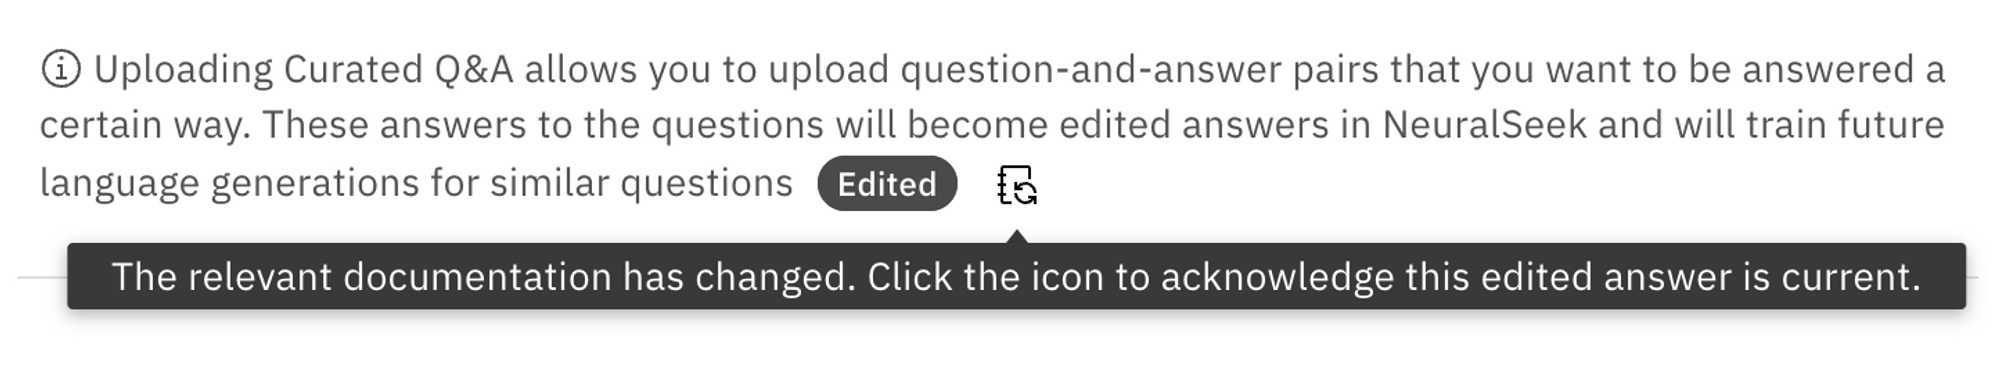 Uploading Curated Q&A allows you to upload question-and-answer pairs that you want to be answered a
certain way. These answers to the questions will become edited answers in NeuralSeek and will train future
language generations for similar questions Edited
The relevant documentation has changed. Click the icon to acknowledge this edited answer is current.